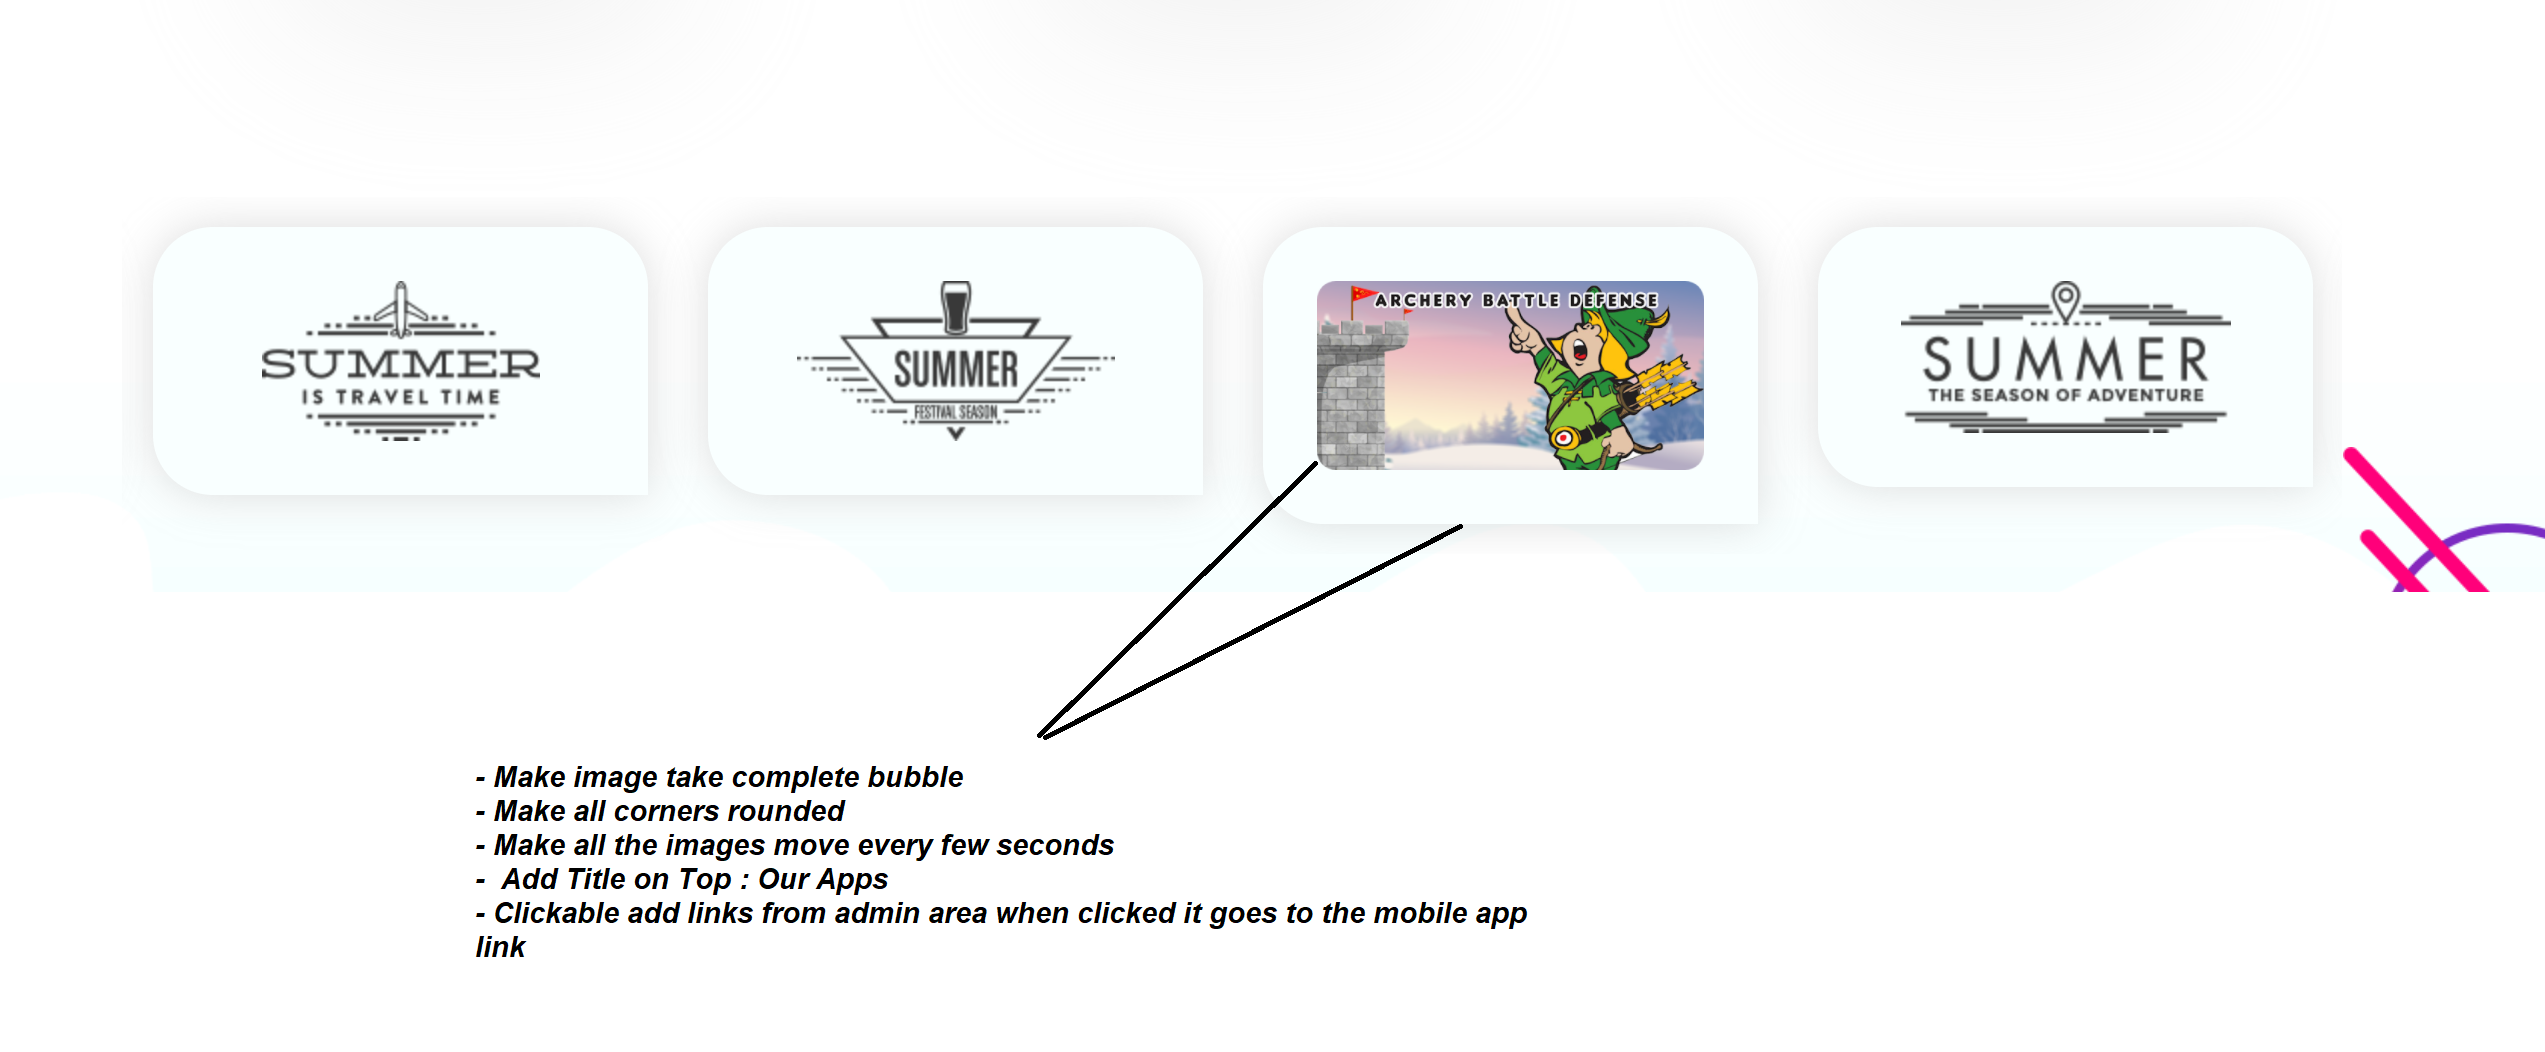 SUMMER
IS TRAVEL TIME
SUMMER
FESTIVAL SEASON
ARCHERY BATTLE DEFENSE
SUMMER
THE SEASON OF ADVENTURE
- Make image take complete bubble
- Make all corners rounded
- Make all the images move every few seconds
- Add Title on Top : Our Apps
- Clickable add links from admin area when clicked it goes to the mobile app
link